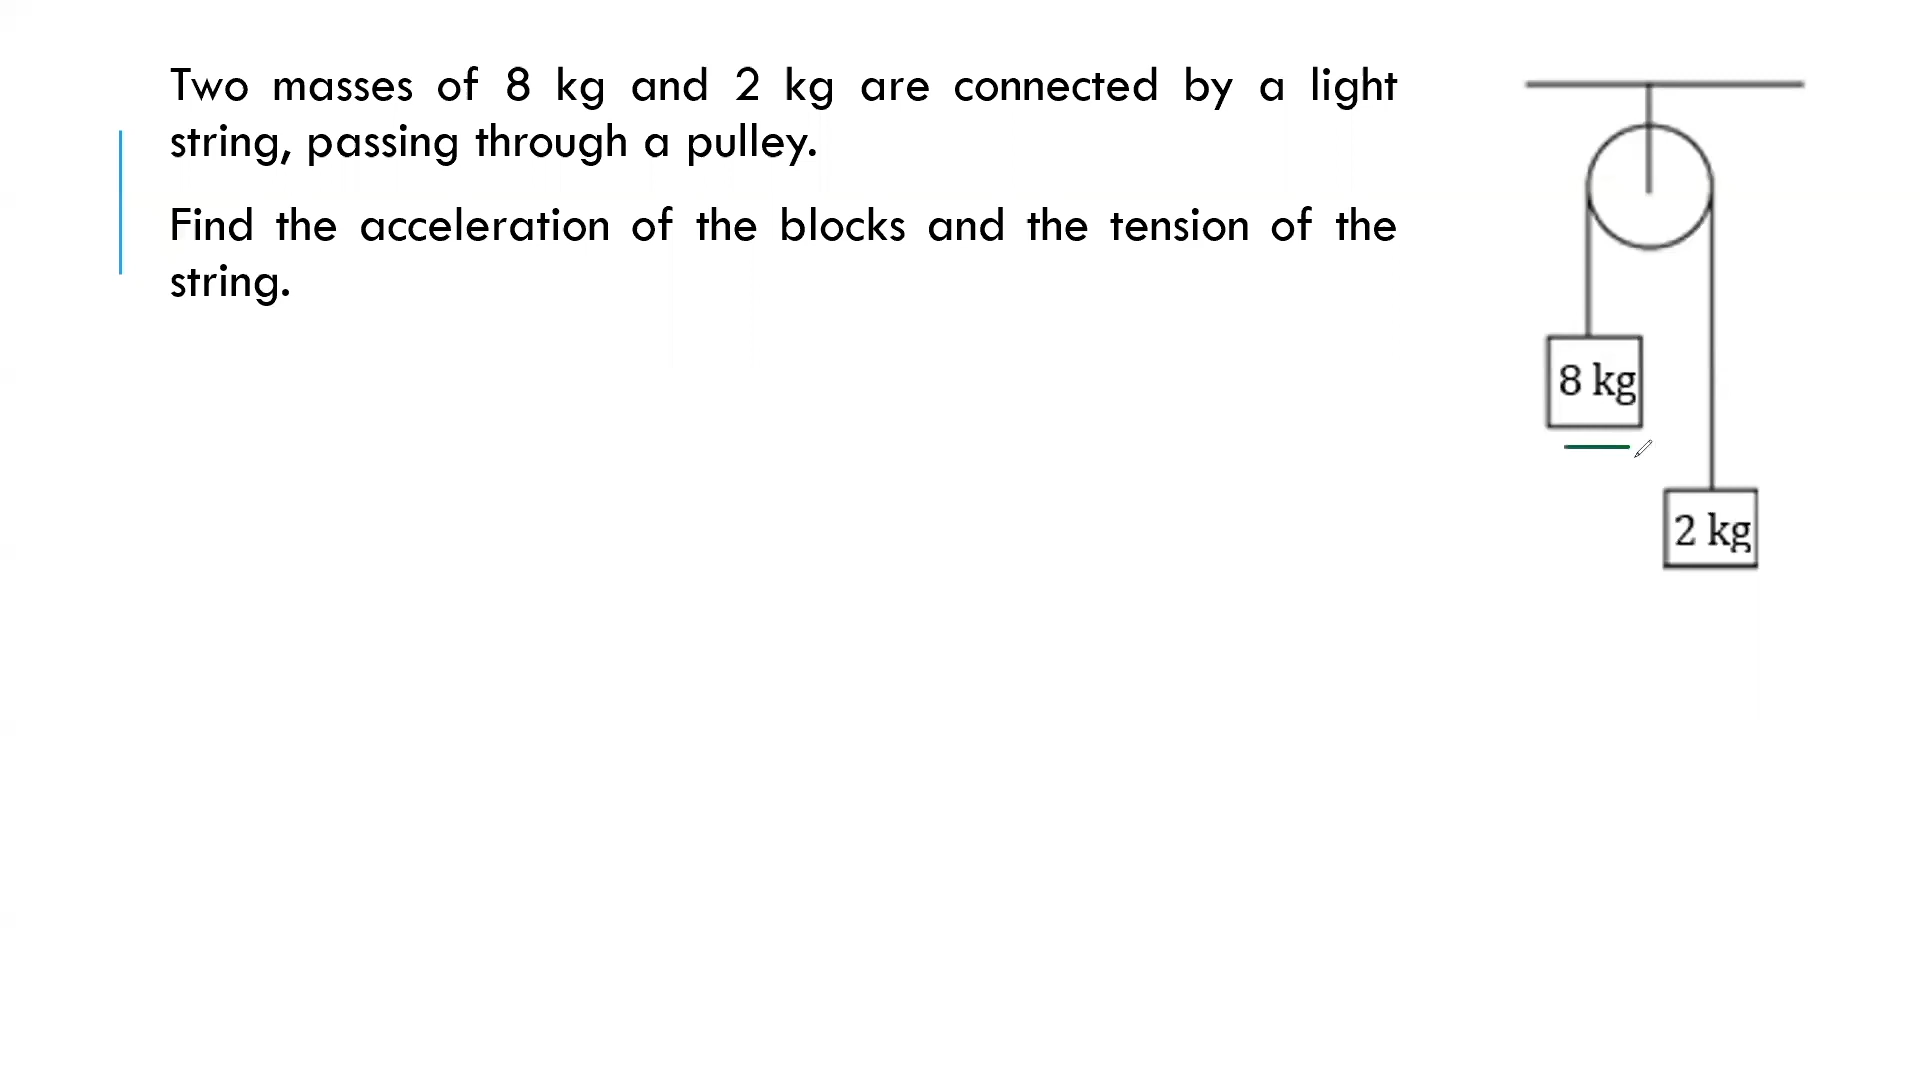 Two masses of 8 kg and 2 kg are connected by a light
string, passing through a pulley.
Find the acceleration of the blocks and the tension of the
string.
8 kg
2 kg